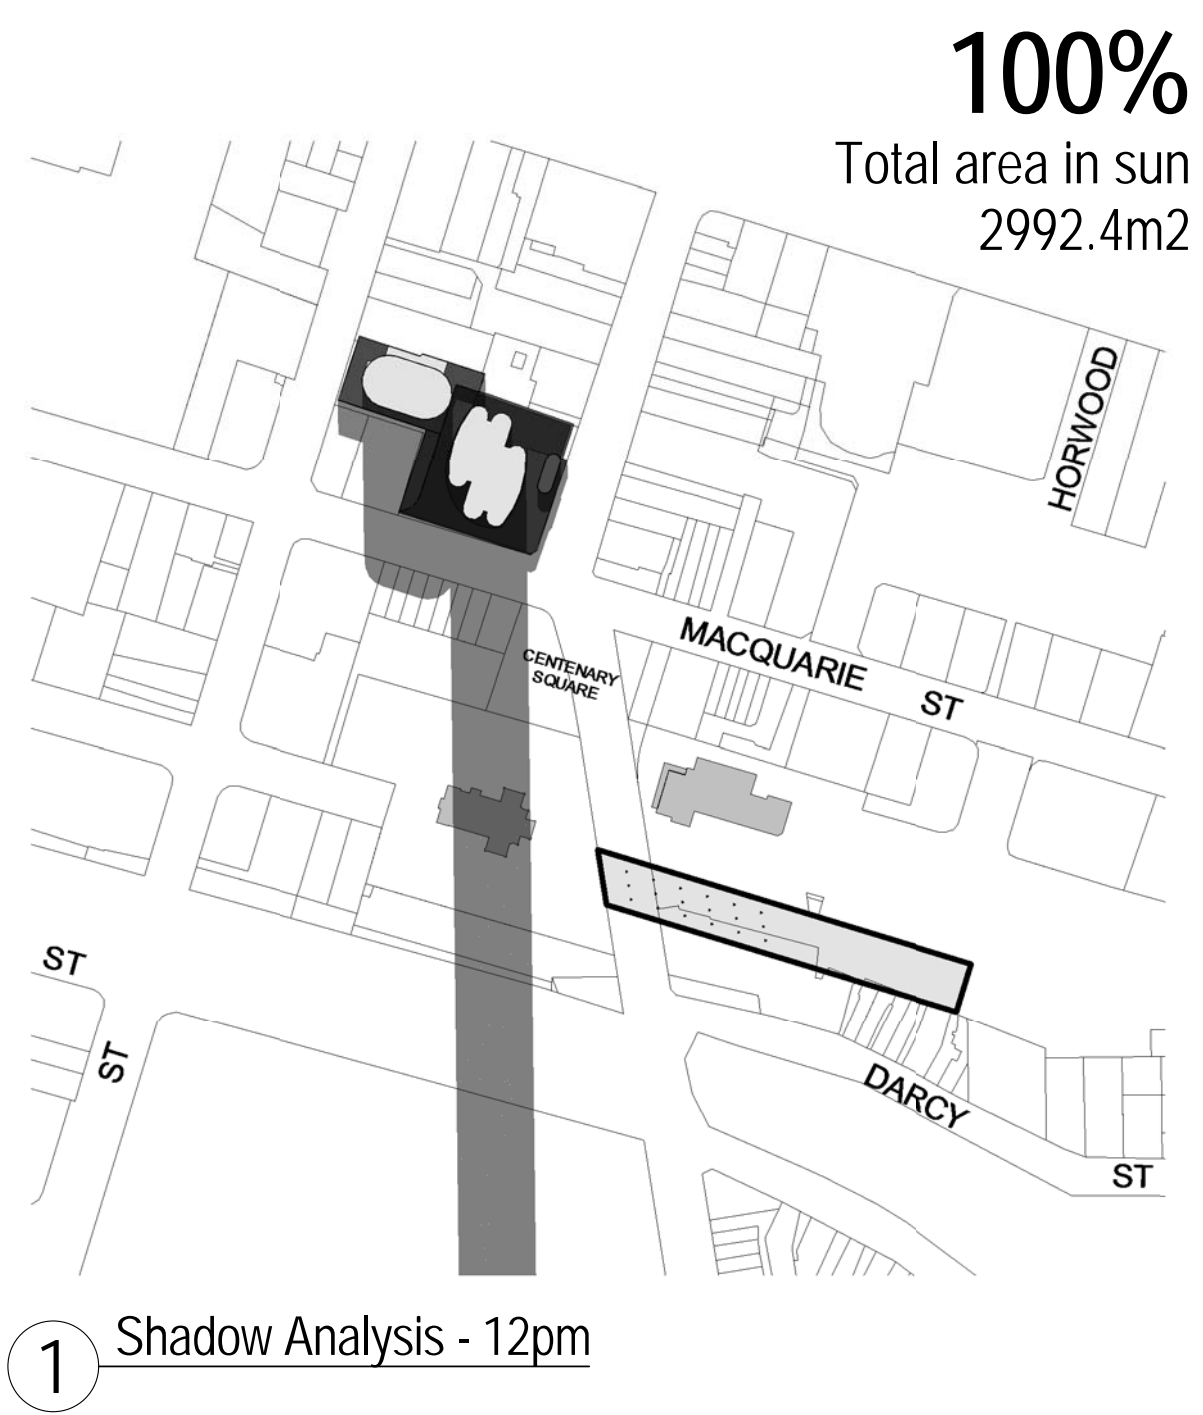 100%
Total area in sun
2992.4m2
HORWOOD
MACQUARIE ST
CENTENARY
SQUARE
ST
ST
DARCY
ST
1
Shadow Analysis - 12pm